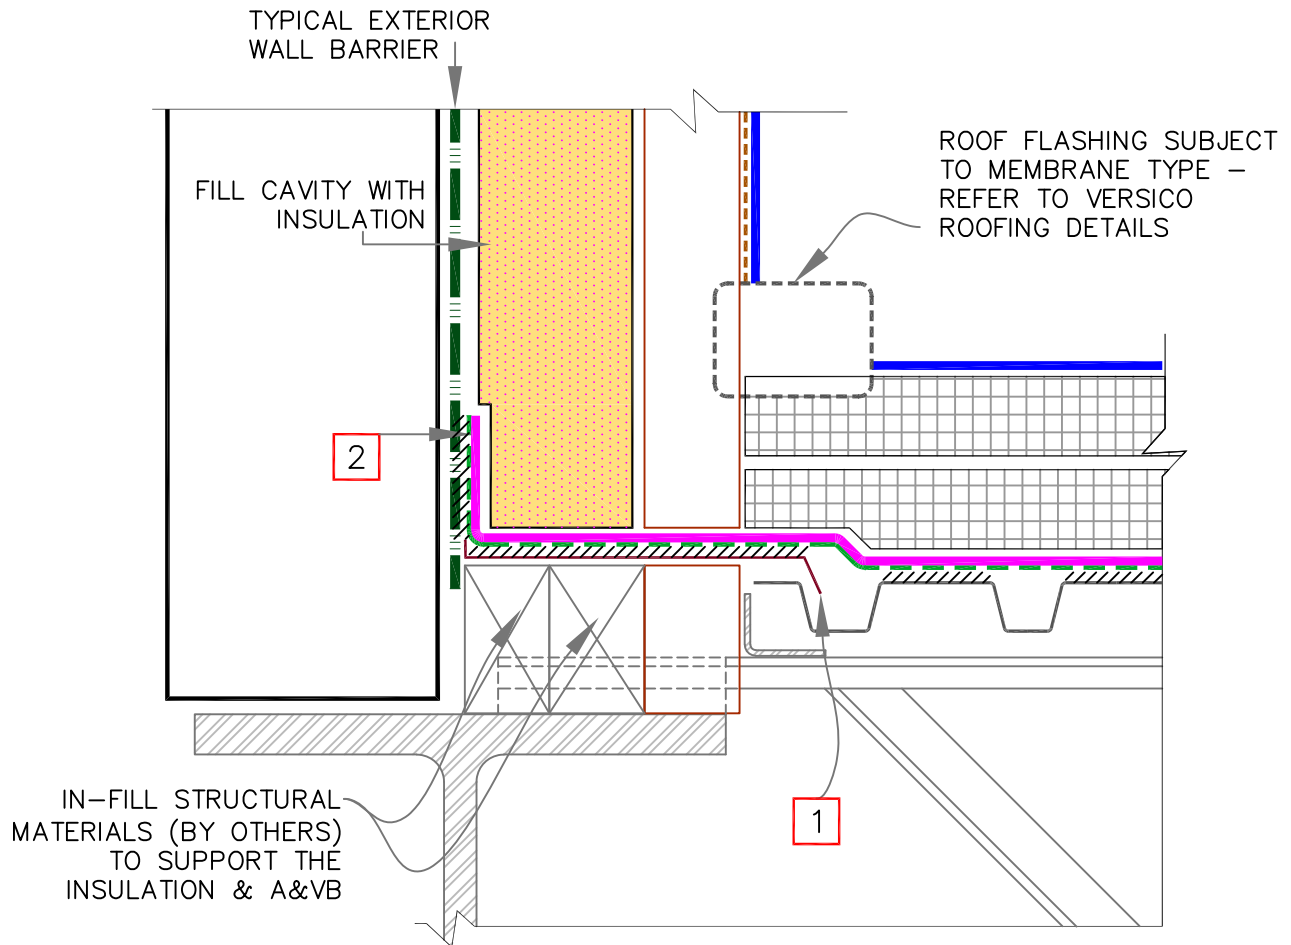 TYPICAL EXTERIOR
WALL BARRIER
ROOF FLASHING SUBJECT
TO MEMBRANE TYPE –
REFER TO VERSICO
ROOFING DETAILS
FILL CAVITY WITH
INSULATION
2
1
IN–FILL STRUCTURAL
MATERIALS (BY OTHERS)
TO SUPPORT THE
INSULATION & A&VB